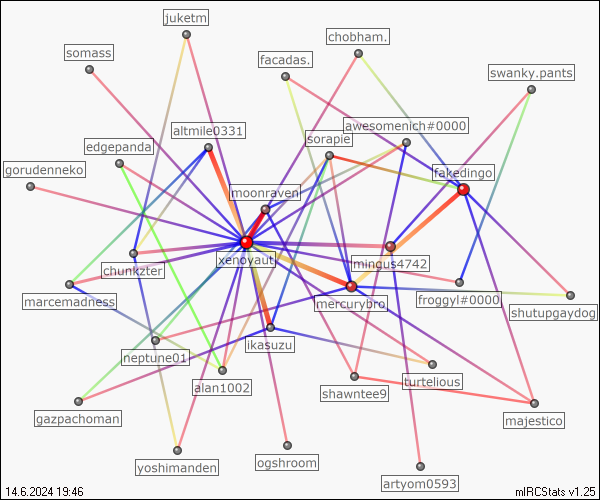 juketm
chobham.
somass
facadas.
swanky.pants
altmile0331
awesomenich#0000
sorapie
edgepanda
gorudenneko
fakedingo
moonraven
xenoyaut
mingus4742
chunkzter
marcemadness
mercurybro
froggyl#0000
shutupgaydog
neptune01
ikasuzu
alan1002
shawntee9
turtelious
gazpachoman
majestico
yoshimanden
ogshroom
artyom0593
14.6.2024 19:46
mIRCStats v1.25